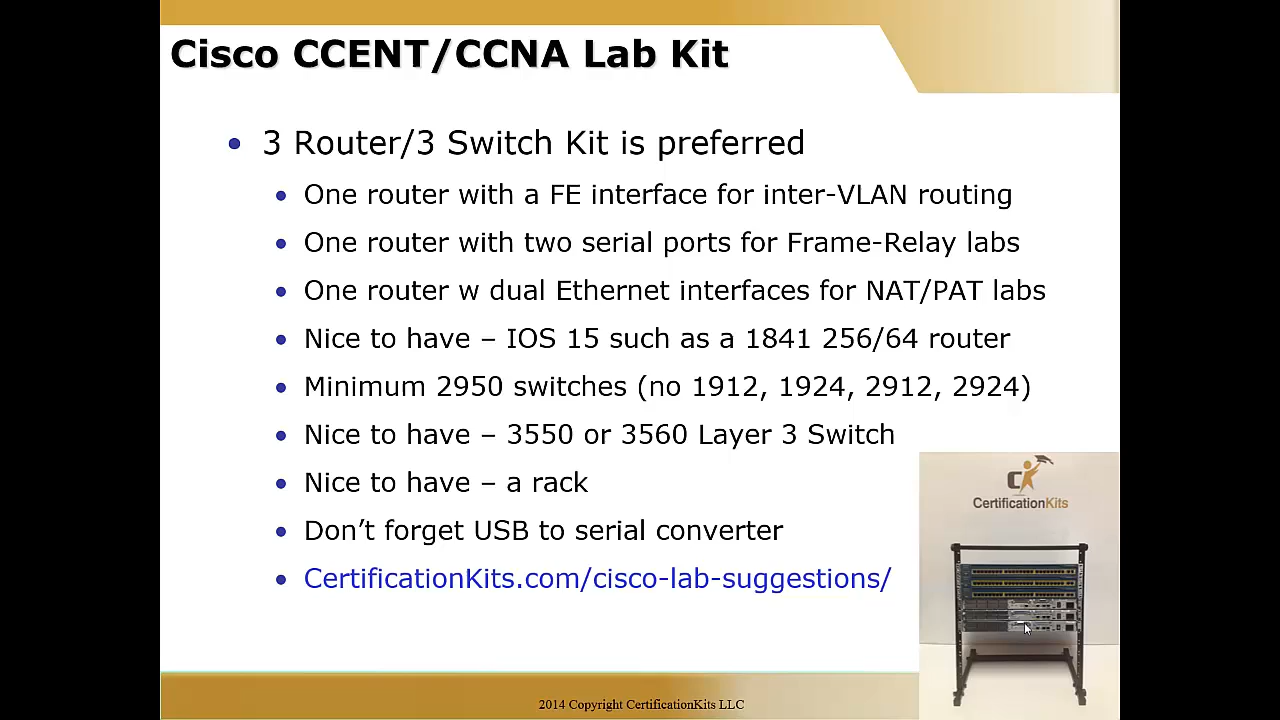 Cisco CCENT/CCNA Lab Kit
3 Router/3 Switch Kit is preferred
One router with a FE interface for inter-VLAN routing
One router with two serial ports for Frame-Relay labs
One router w dual Ethernet interfaces for NAT/PAT labs
Nice to have – IOS 15 such as a 1841 256/64 router
Minimum 2950 switches (no 1912, 1924, 2912, 2924)
Nice to have – 3550 or 3560 Layer 3 Switch
Nice to have – a rack
Don’t forget USB to serial converter
CertificationKits.com/cisco-lab-suggestions/
CertificationKits
2014 Copyright CertificationKits LLC